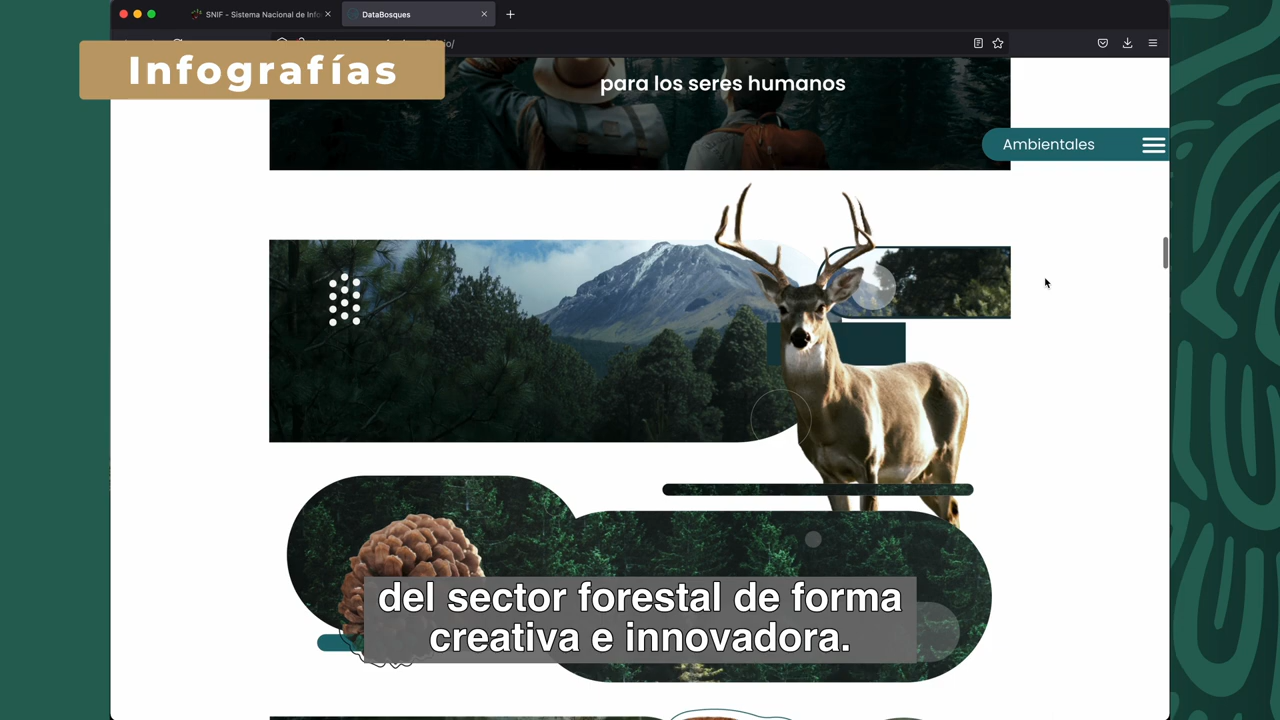 SNIF - Sistema Nacional de Info
DataBosques
Infografías
para los seres humanos
Ambientales
del sector forestal de forma
creativa e innovadora.